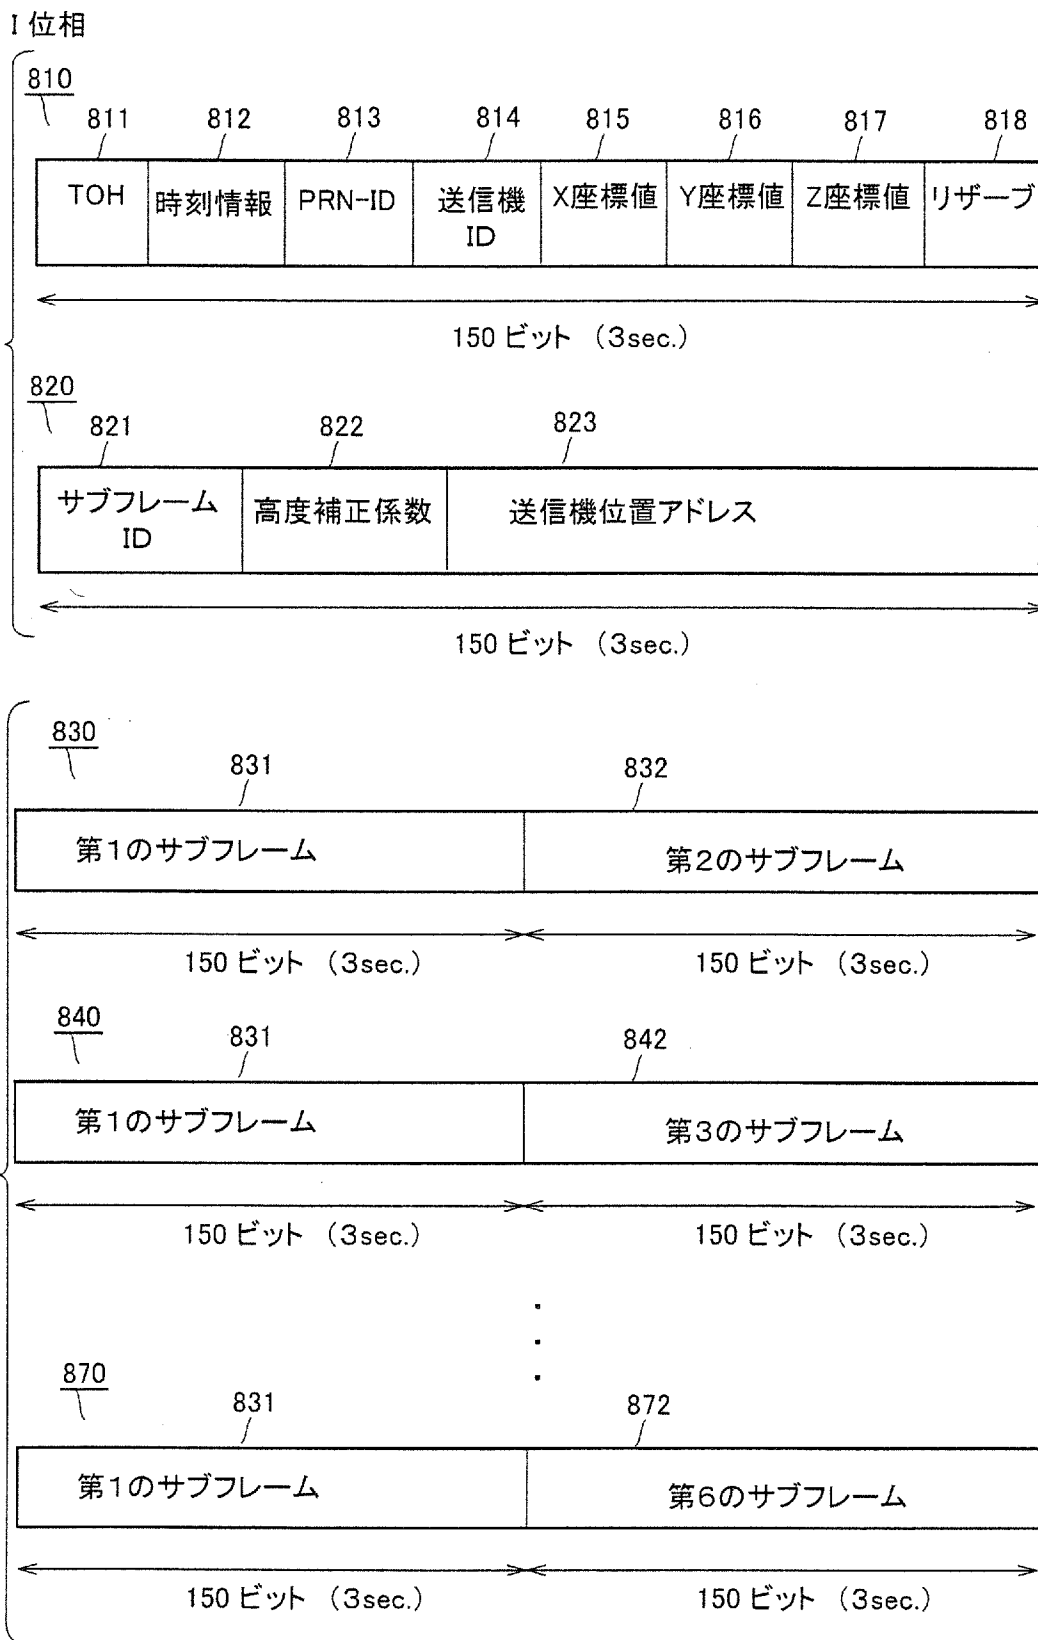 I 位相
810
811 812 813 814 815 816 817 818
TOH 時刻情報 PRN-ID 送信機 X座標値 Y座標値 Z座標値 リザーブ
ID
150 ビット (3sec.)
820
821 822 823
サブフレーム 高度補正係数 送信機位置アドレス
ID
150 ビット (3sec.)
830
831 832
第1のサブフレーム 第2のサブフレーム
150 ビット (3sec.) 150 ビット (3sec.)
840
831 842
第1のサブフレーム 第3のサブフレーム
150 ビット (3sec.) 150 ビット (3sec.)
870
831 872
第1のサブフレーム 第6のサブフレーム
150 ビット (3sec.) 150 ビット (3sec.)